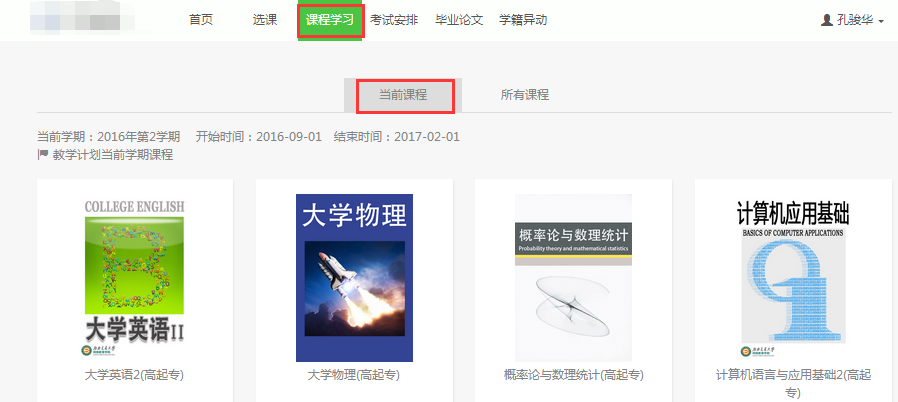 首页 选课 课程学习 考试安排 毕业论文 学籍异动 孔骏华
当前课程 所有课程
当前学期：2016年第2学期 开始时间：2016-09-01 结束时间：2017-02-01
教学计划当前学期课程
COLLEGE ENGLISH
B
大学英语II
大学英语2(高起专)
大学物理
大学物理(高起专)
概率论与数理统计
Probability theory and mathematical statistics
概率论与数理统计(高起专)
计算机应用基础
BASICS OF COMPUTER APPLICATIONS
计算机语言与应用基础2(高起
专)